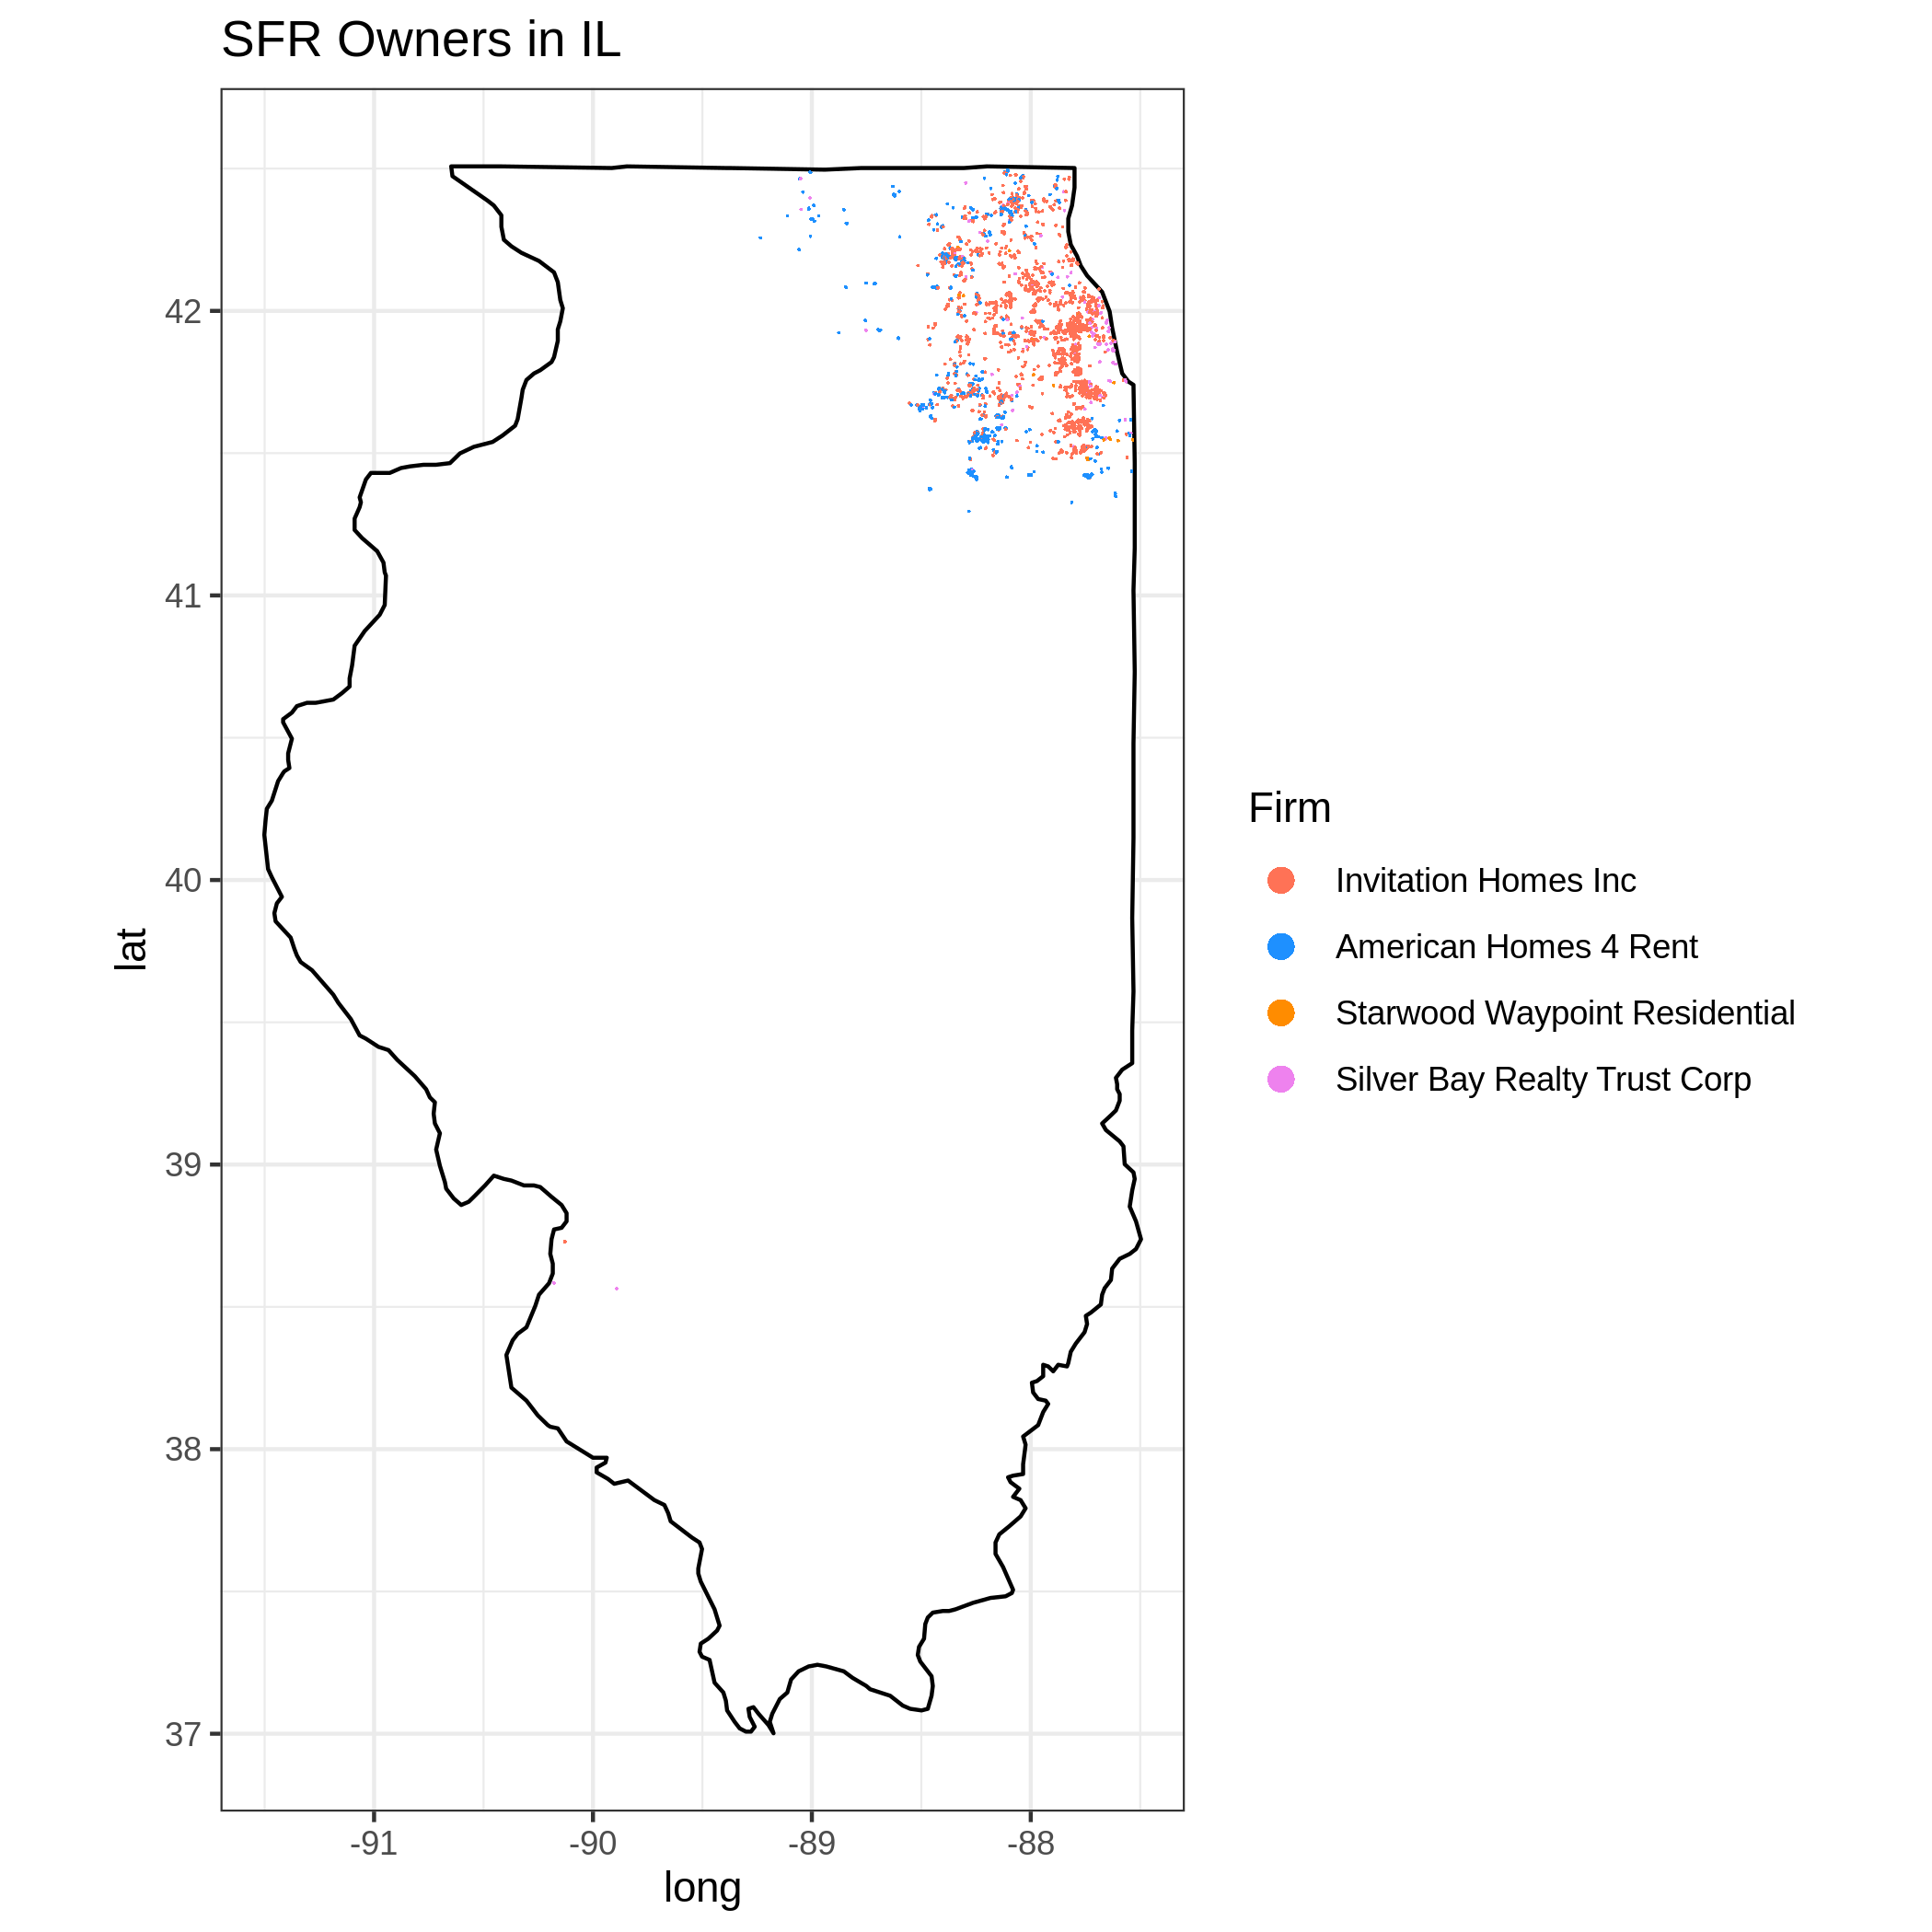 SFR Owners in IL
42
41
40
39
38
37
lat
-91 -90 -89 -88
long
Firm
Invitation Homes Inc
American Homes 4 Rent
Starwood Waypoint Residential
Silver Bay Realty Trust Corp